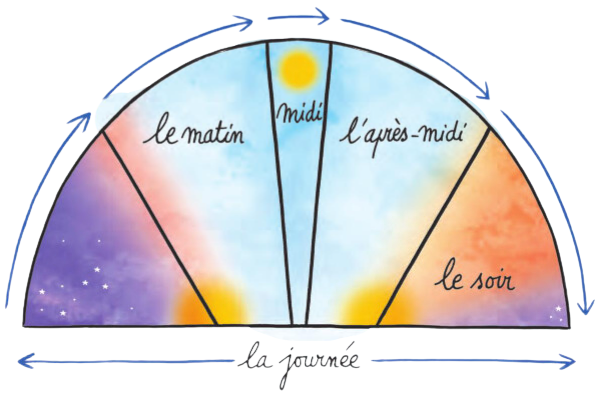 le matin
midi
l'après-midi
le soir
la journée